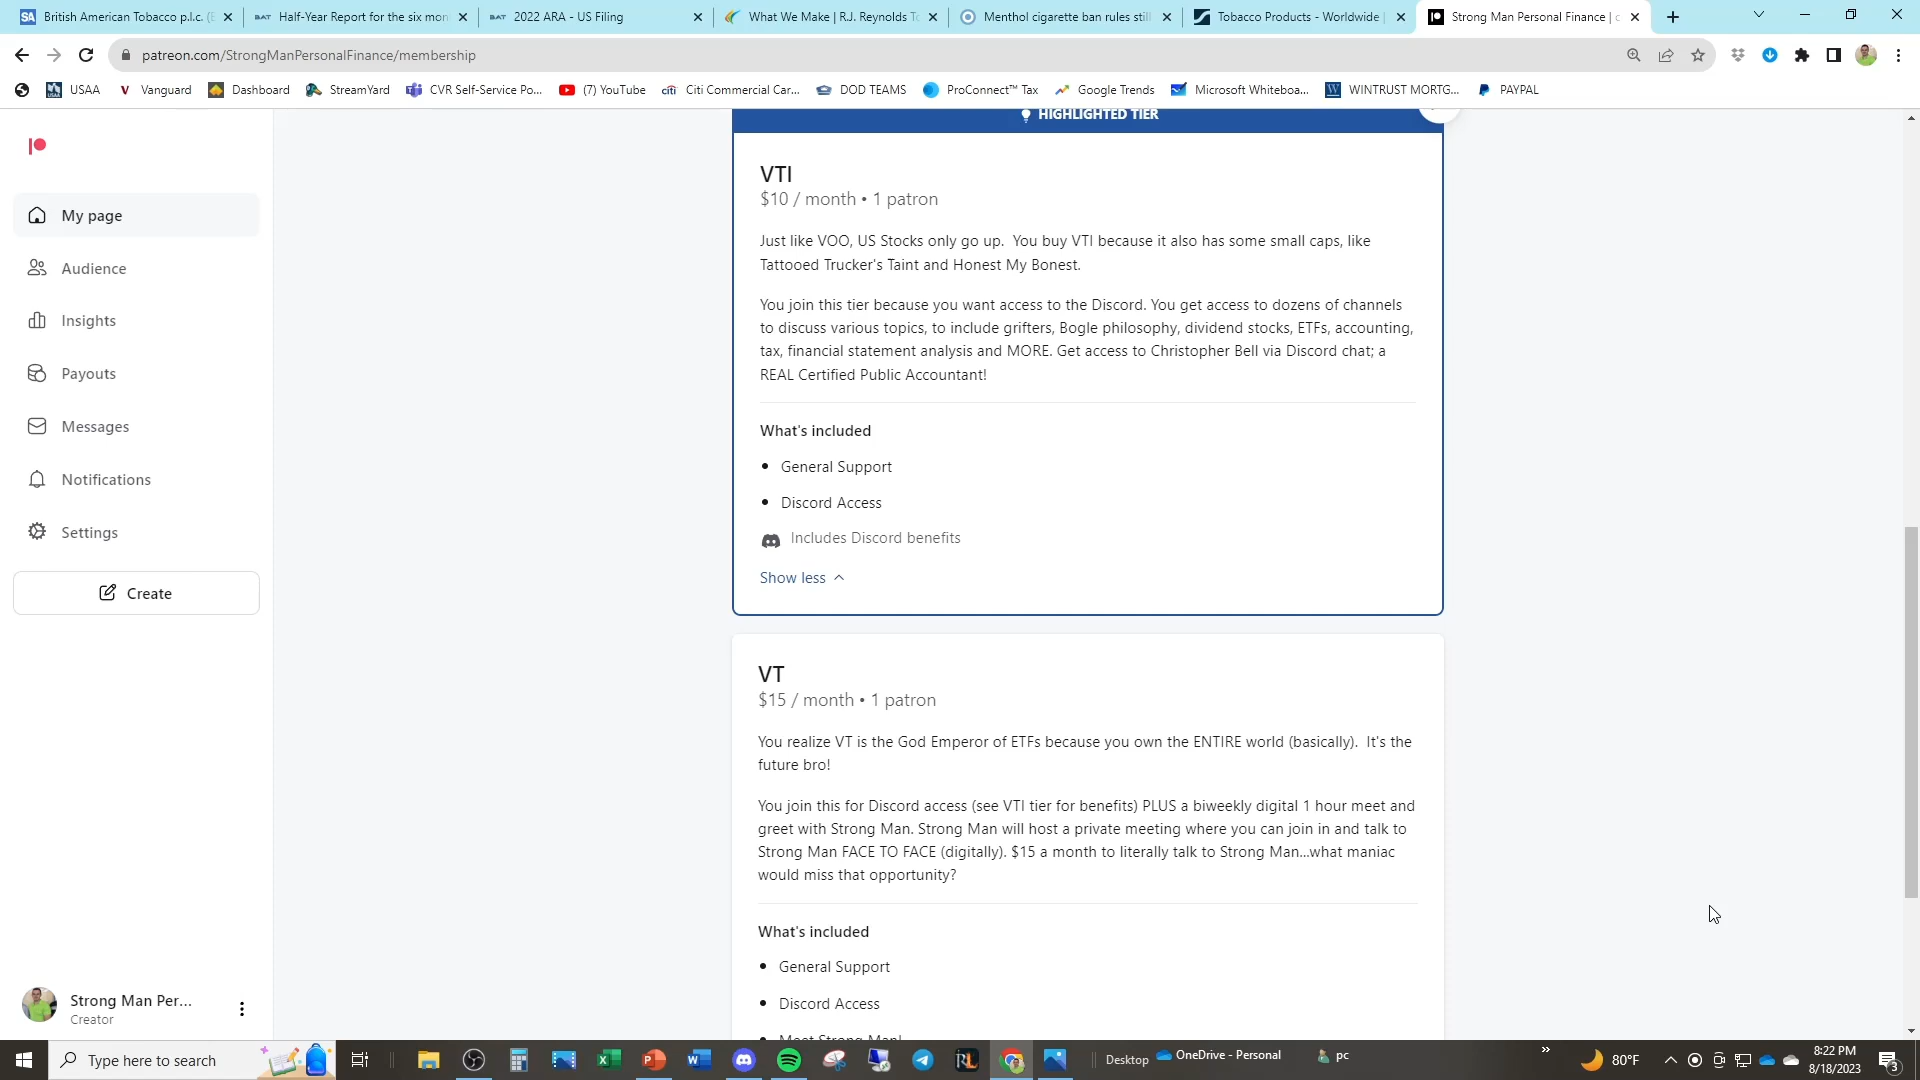 British American Tobacco p.l.c. (B
Half-Year Report for the six mon
2022 ARA - US Filing
What We Make | R.J. Reynolds To
Menthol cigarette ban rules still
Tobacco Products - Worldwide |
Strong Man Personal Finance | c
patreon.com/StrongManPersonalFinance/membership
USAA
Vanguard
Dashboard
StreamYard
CVR Self-Service Po...
(7) YouTube
Citi Commercial Car...
DOD TEAMS
ProConnect™ Tax
Google Trends
Microsoft Whiteboa...
WINTRUST MORTG...
PAYPAL
My page
Audience
Insights
Payouts
Messages
Notifications
Settings
Create
Strong Man Per...
Creator
HIGHLIGHTED TIER
VTI
$10 / month • 1 patron
Just like VOO, US Stocks only go up. You buy VTI because it also has some small caps, like
Tattooed Trucker's Taint and Honest My Bonest.
You join this tier because you want access to the Discord. You get access to dozens of channels
to discuss various topics, to include grifters, Bogle philosophy, dividend stocks, ETFs, accounting,
tax, financial statement analysis and MORE. Get access to Christopher Bell via Discord chat; a
REAL Certified Public Accountant!
What's included
General Support
Discord Access
Includes Discord benefits
Show less
VT
$15 / month • 1 patron
You realize VT is the God Emperor of ETFs because you own the ENTIRE world (basically). It's the
future bro!
You join this for Discord access (see VTI tier for benefits) PLUS a biweekly digital 1 hour meet and
greet with Strong Man. Strong Man will host a private meeting where you can join in and talk to
Strong Man FACE TO FACE (digitally). $15 a month to literally talk to Strong Man...what maniac
would miss that opportunity?
What's included
General Support
Discord Access
Meet Strong Man!
Type here to search
Desktop
OneDrive - Personal
pc
80°F
8:22 PM
8/18/2023
3